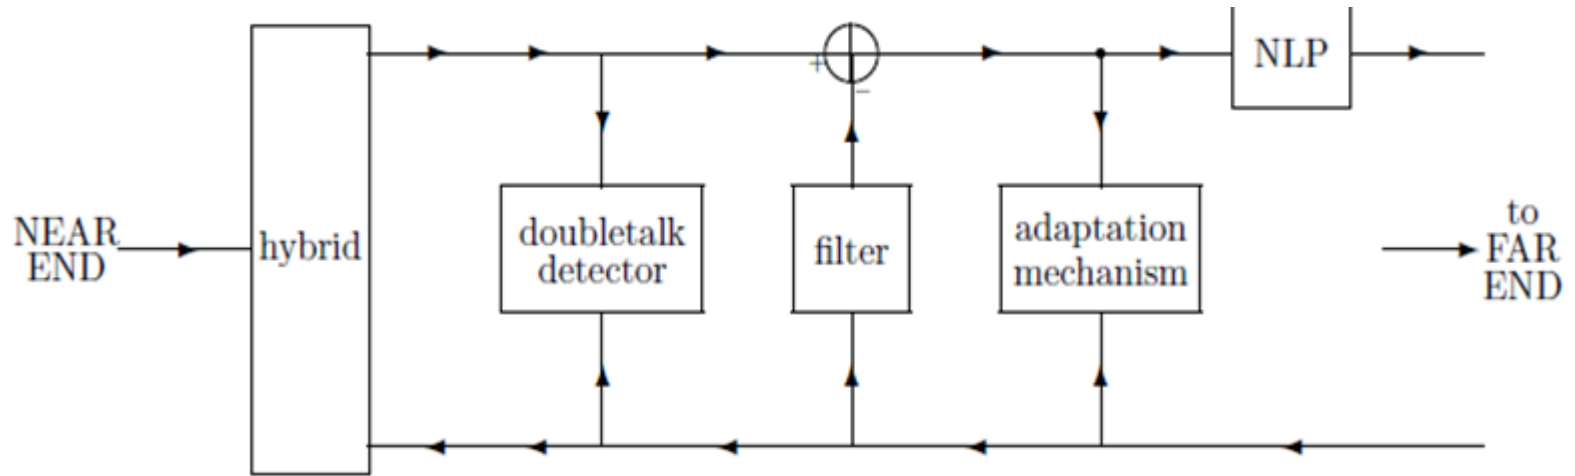 NLP
NEAR
END
hybrid
doubletalk
detector
filter
adaptation
mechanism
to
FAR
END
+
−